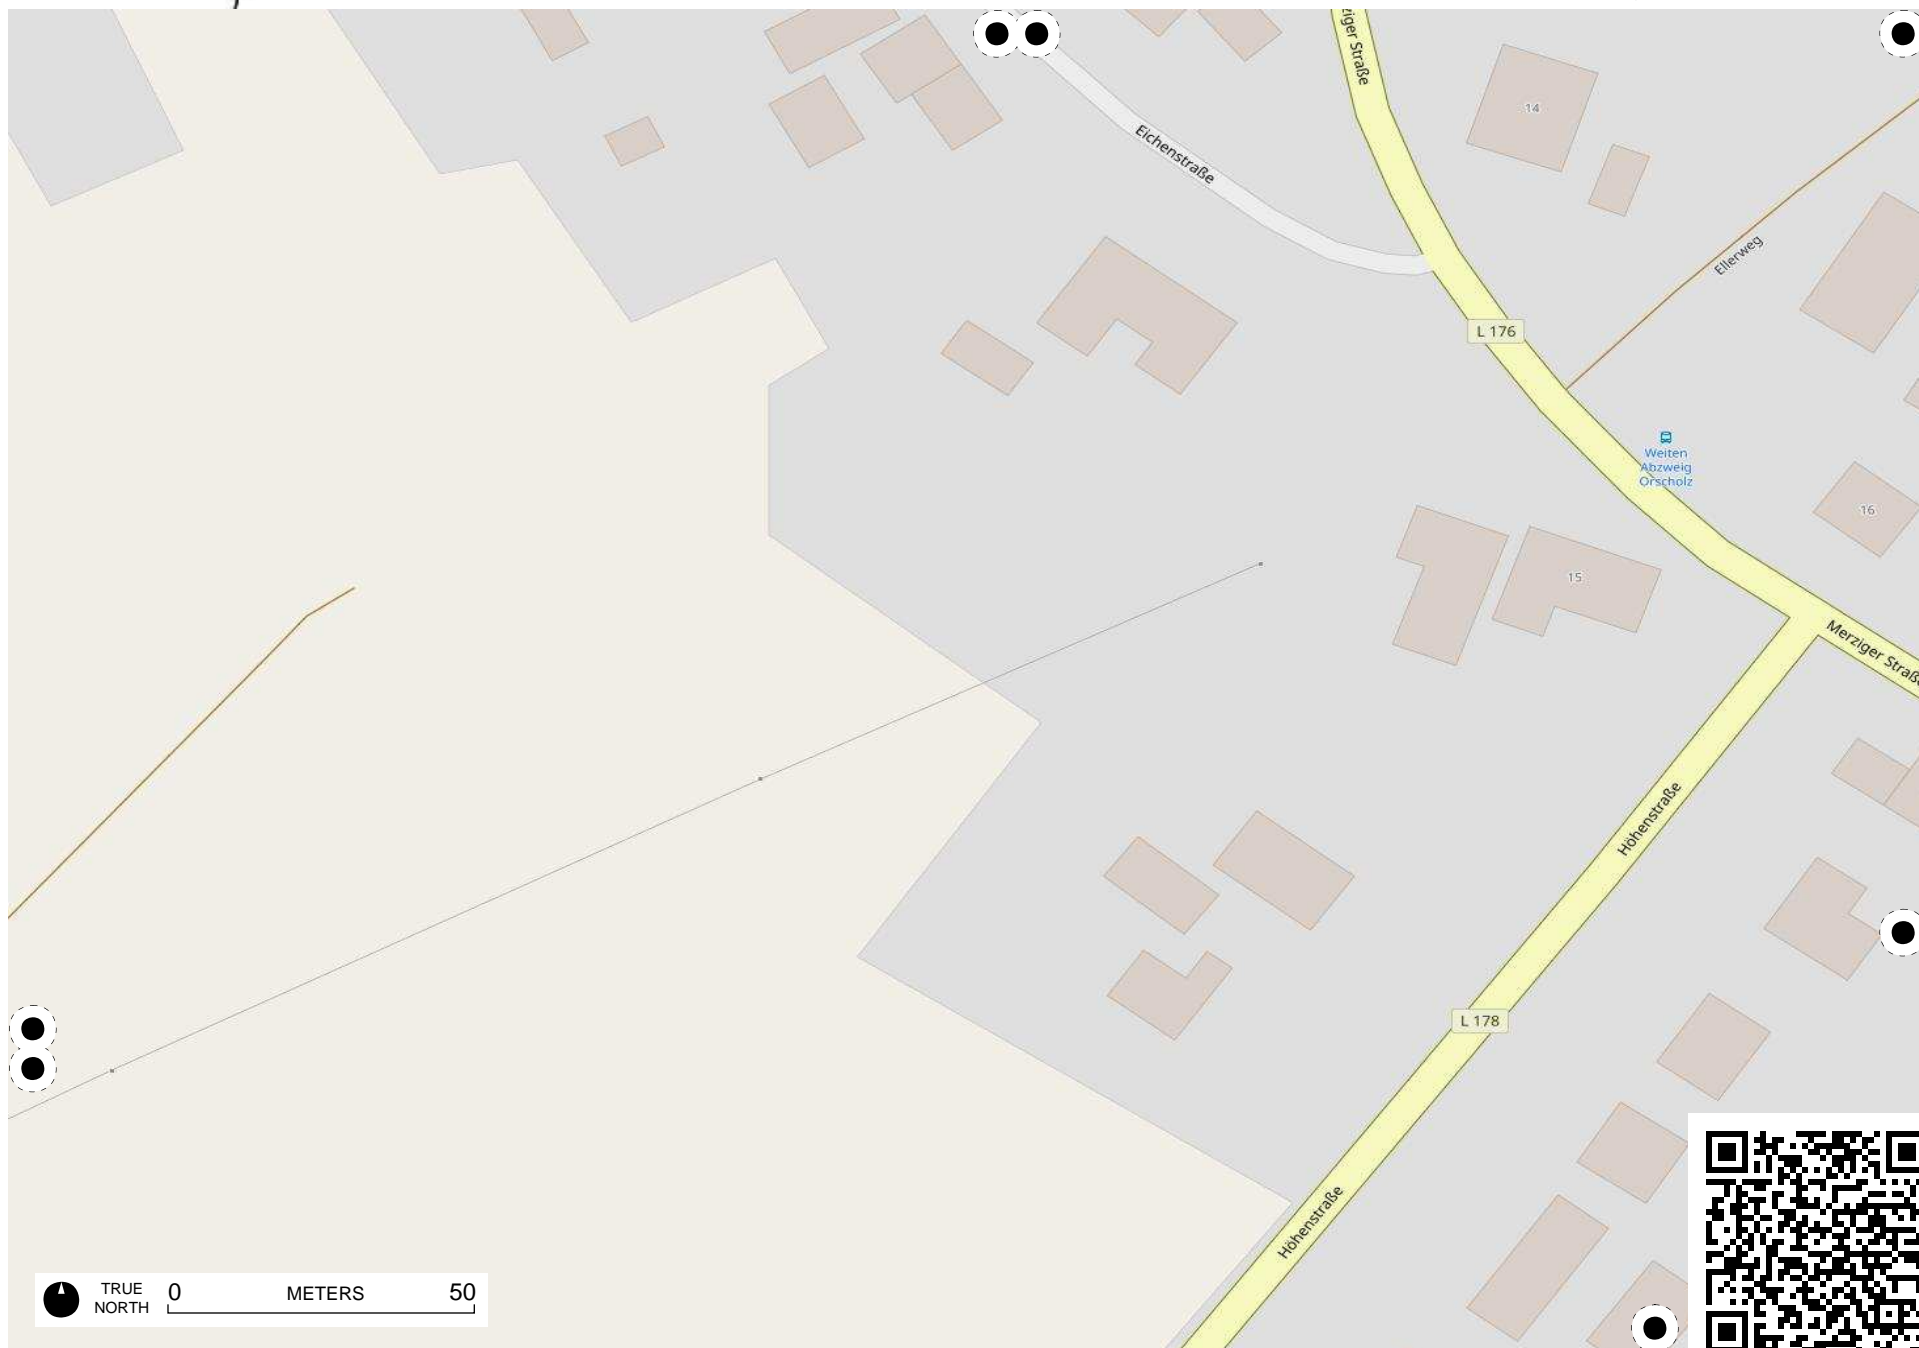 ziger Straße
14
Eichenstraße
Ellerweg
L 176
Weiten
Abzweig
Orscholz
16
15
Merziger Straße
Höhenstraße
L 178
Höhenstraße
TRUE
NORTH
0 METERS 50